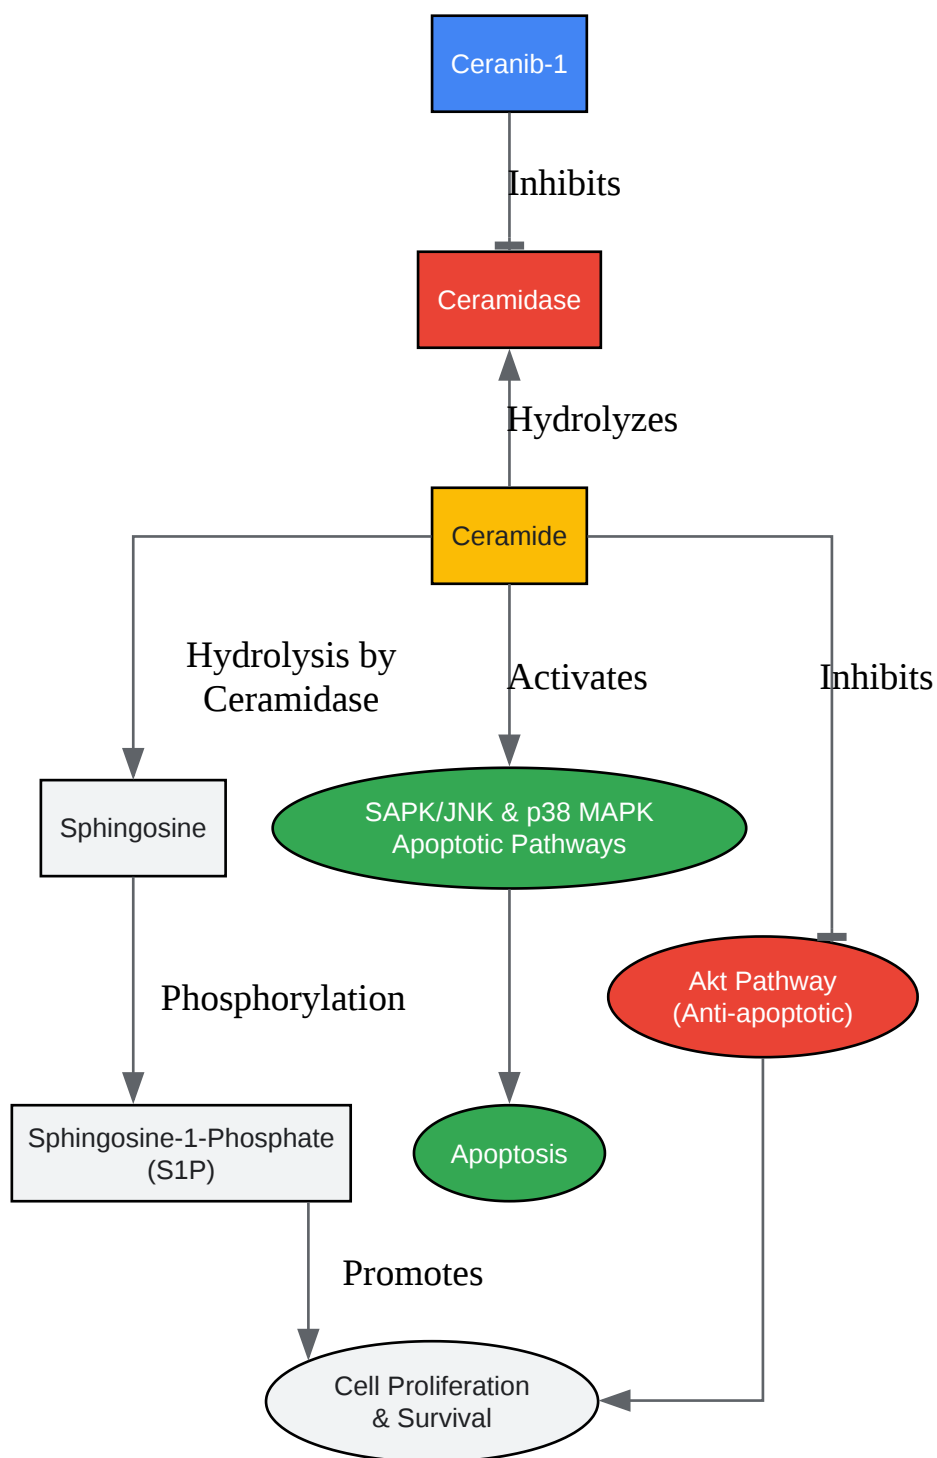 Ceranib-1
Inhibits
Ceramidase
Hydrolyzes
Ceramide
Hydrolysis by
Ceramidase
Activates
Inhibits
Sphingosine
SAPK/JNK & p38 MAPK
Apoptotic Pathways
Akt Pathway
(Anti-apoptotic)
Phosphorylation
Sphingosine-1-Phosphate
(S1P)
Apoptosis
Promotes
Cell Proliferation
& Survival